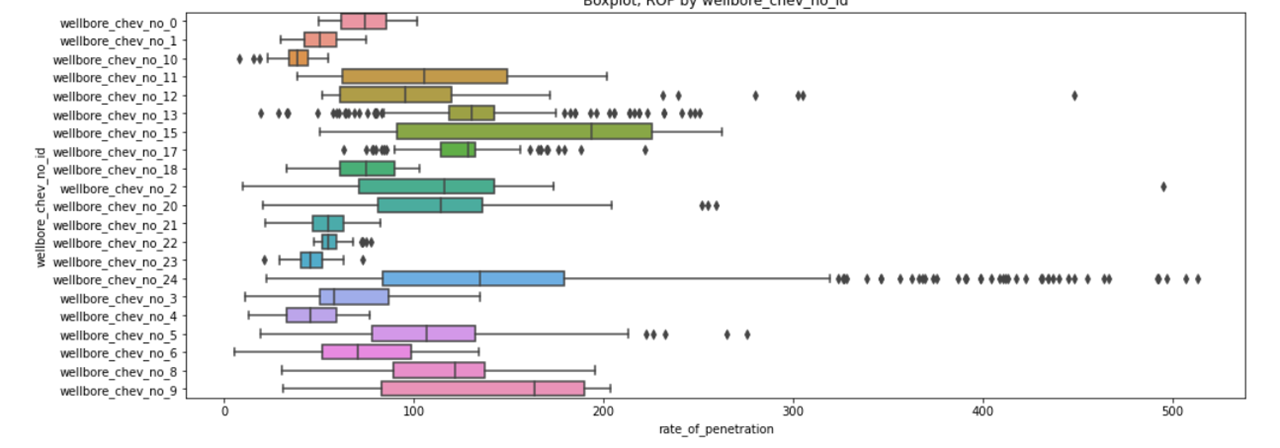 Boxplot, ROP by wellbore_chev_no_id
wellbore_chev_no_0
wellbore_chev_no_1
wellbore_chev_no_10
wellbore_chev_no_11
wellbore_chev_no_12
wellbore_chev_no_13
wellbore_chev_no_15
wellbore_chev_no_17
wellbore_chev_no_18
wellbore_chev_no_2
wellbore_chev_no_20
wellbore_chev_no_21
wellbore_chev_no_22
wellbore_chev_no_23
wellbore_chev_no_24
wellbore_chev_no_3
wellbore_chev_no_4
wellbore_chev_no_5
wellbore_chev_no_6
wellbore_chev_no_8
wellbore_chev_no_9
wellbore_chev_no_id
0 100 200 300 400 500
rate_of_penetration